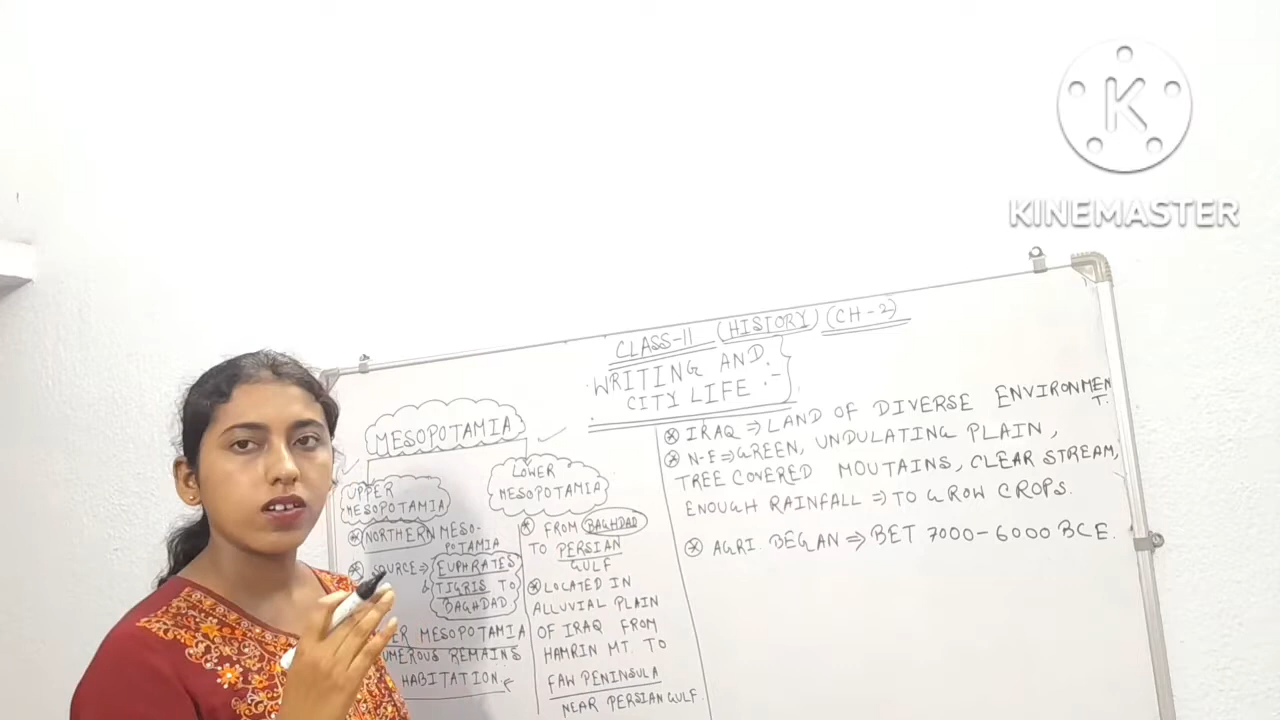 K
KINEMASTER
CLASS-11 (HISTORY) (CH-2)
WRITING AND
CITY LIFE :-
MESOPOTAMIA
UPPER
MESOPOTAMIA
NORTHERN MESO-
POTAMIA
SOURCE⇒ EUPHRATES
& TIGRIS TO
BAGHDAD
MESOPOTAMIA
REMAINS
HABITATION.
LOWER
MESOPOTAMIA
FROM BAGHDAD
TO PERSIAN
GULF
LOCATED IN
ALLUVIAL PLAIN
OF IRAQ FROM
HAMRIN MT. TO
FAW PENINSULA
NEAR PERSIAN GULF.
IRAQ ⇒ LAND OF DIVERSE ENVIRONMEN
T.
N-E ⇒ GREEN, UNDULATING PLAIN,
TREE COVERED MOUTAINS, CLEAR STREAM,
ENOUGH RAINFALL ⇒ TO GROW CROPS.
AGRI. BEGAN ⇒ BET 7000-6000 BCE.